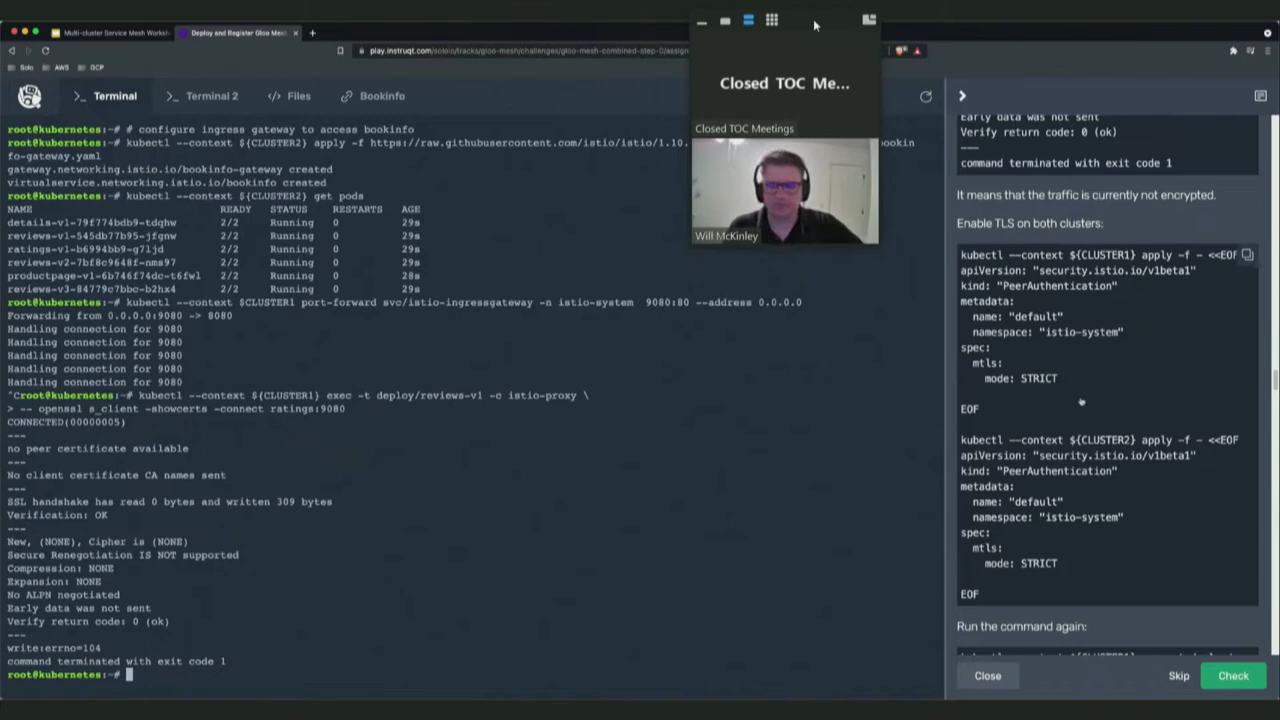 Multi-cluster Service Mesh Worksh
Deploy and Register Gloo Mesh
play.instruqt.com/soloio/tracks/gloo-mesh/challenges/gloo-mesh-combined-step-0/assign
Solo
AWS
GCP
Closed TOC Me...
Closed TOC Meetings
Will McKinley
>_ Terminal
>_ Terminal 2
</> Files
Bookinfo
root@kubernetes:~# # configure ingress gateway to access bookinfo
root@kubernetes:~# kubectl --context ${CLUSTER2} apply -f https://raw.githubusercontent.com/istio/istio/1.10.
bookin
fo-gateway.yaml
gateway.networking.istio.io/bookinfo-gateway created
virtualservice.networking.istio.io/bookinfo created
root@kubernetes:~# kubectl --context ${CLUSTER2} get pods
NAME READY STATUS RESTARTS AGE
details-v1-79f774bdb9-tdqhw 2/2 Running 0 29s
reviews-v1-545db77b95-jfgnw 2/2 Running 0 29s
ratings-v1-b6994bb9-g7ljd 2/2 Running 0 29s
reviews-v2-7bf8c9648f-nms97 2/2 Running 0 29s
productpage-v1-6b746f74dc-t6fwl 2/2 Running 0 28s
reviews-v3-84779c7bbc-b2hx4 2/2 Running 0 29s
root@kubernetes:~# kubectl --context $CLUSTER1 port-forward svc/istio-ingressgateway -n istio-system 9080:80 --address 0.0.0.0
Forwarding from 0.0.0.0:9080 -> 8080
Handling connection for 9080
Handling connection for 9080
Handling connection for 9080
Handling connection for 9080
Handling connection for 9080
^Croot@kubernetes:~# kubectl --context ${CLUSTER1} exec -t deploy/reviews-v1 -c istio-proxy \
> -- openssl s_client -showcerts -connect ratings:9080
CONNECTED(00000005)
---
no peer certificate available
---
No client certificate CA names sent
---
SSL handshake has read 0 bytes and written 309 bytes
Verification: OK
---
New, (NONE), Cipher is (NONE)
Secure Renegotiation IS NOT supported
Compression: NONE
Expansion: NONE
No ALPN negotiated
Early data was not sent
Verify return code: 0 (ok)
---
write:errno=104
command terminated with exit code 1
root@kubernetes:~#
Early data was not sent
Verify return code: 0 (ok)
---
command terminated with exit code 1
It means that the traffic is currently not encrypted.
Enable TLS on both clusters:
kubectl --context ${CLUSTER1} apply -f - <<EOF
apiVersion: "security.istio.io/v1beta1"
kind: "PeerAuthentication"
metadata:
name: "default"
namespace: "istio-system"
spec:
mtls:
mode: STRICT
EOF
kubectl --context ${CLUSTER2} apply -f - <<EOF
apiVersion: "security.istio.io/v1beta1"
kind: "PeerAuthentication"
metadata:
name: "default"
namespace: "istio-system"
spec:
mtls:
mode: STRICT
EOF
Run the command again:
Close
Skip
Check